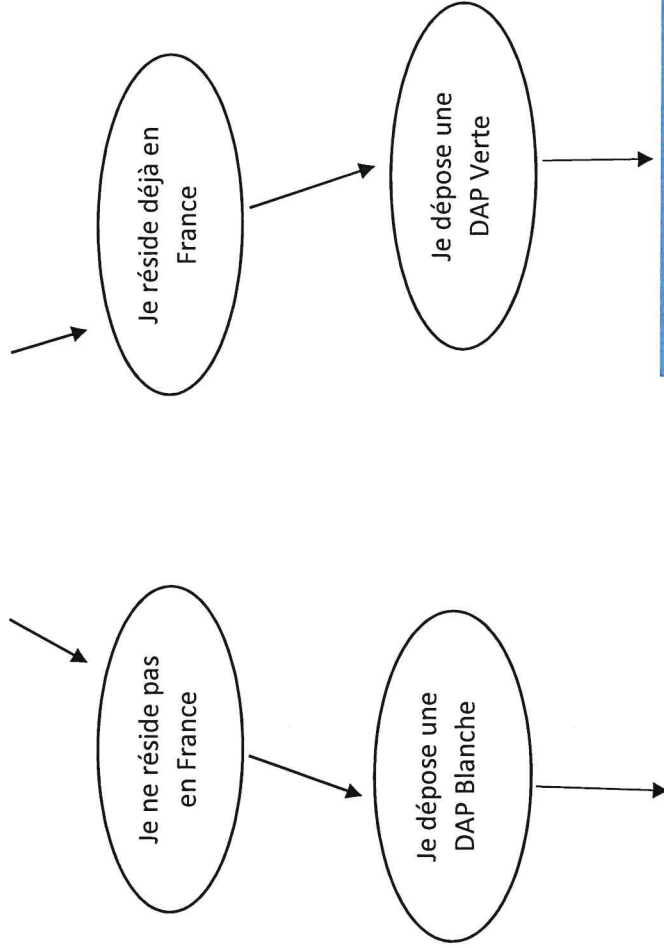 Je réside déjà en
France
Je dépose une
DAP Verte
Je ne réside pas
en France
Je dépose une
DAP Blanche